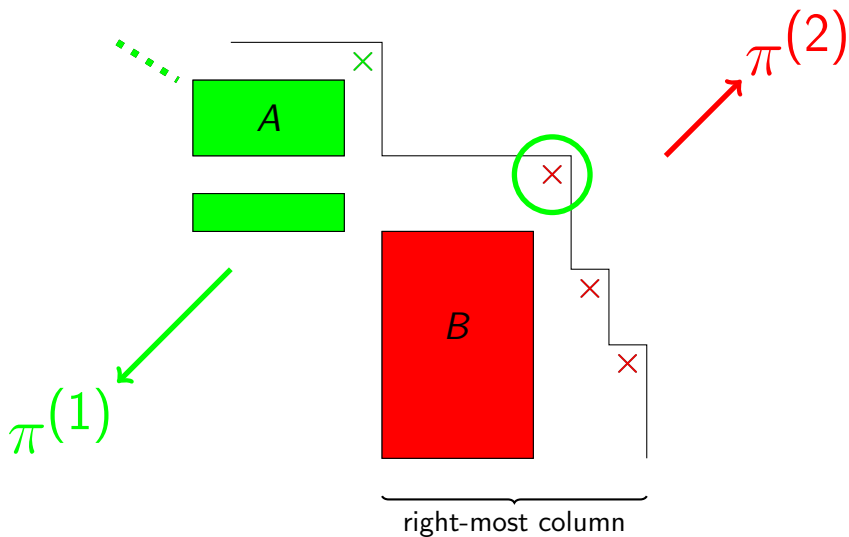 π(2)
A
B
π(1)
right-most column